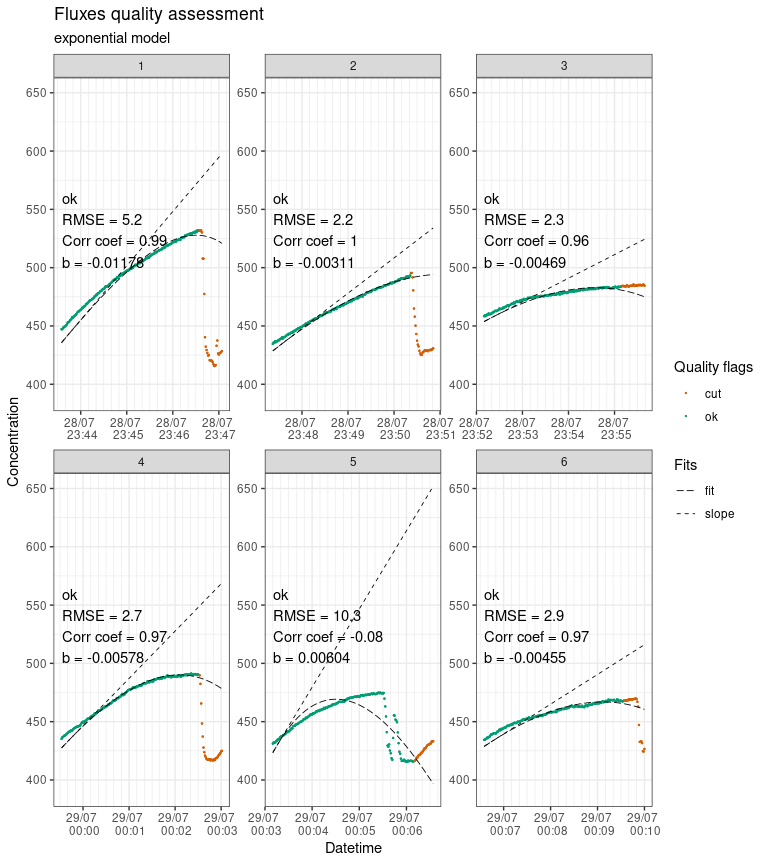 Fluxes quality assessment
exponential model
1
2
3
650
600
550
500
450
400
ok
RMSE = 5.2
Corr coef = 0.99
b = -0.01178
28/07 28/07 28/07 28/07
23:44 23:45 23:46 23:47
650
600
550
500
450
400
ok
RMSE = 2.2
Corr coef = 1
b = -0.00311
28/07 28/07 28/07 28/07
23:48 23:49 23:50 23:51
650
600
550
500
450
400
ok
RMSE = 2.3
Corr coef = 0.96
b = -0.00469
28/07 28/07 28/07 28/07
23:52 23:53 23:54 23:55
Concentration
4
5
6
650
600
550
500
450
400
ok
RMSE = 2.7
Corr coef = 0.97
b = -0.00578
29/07 29/07 29/07 29/07
00:00 00:01 00:02 00:03
650
600
550
500
450
400
ok
RMSE = 10.3
Corr coef = -0.08
b = 0.00604
29/07 29/07 29/07 29/07
00:03 00:04 00:05 00:06
650
600
550
500
450
400
ok
RMSE = 2.9
Corr coef = 0.97
b = -0.00455
29/07 29/07 29/07 29/07
00:07 00:08 00:09 00:10
Datetime
Quality flags
cut
ok
Fits
fit
slope